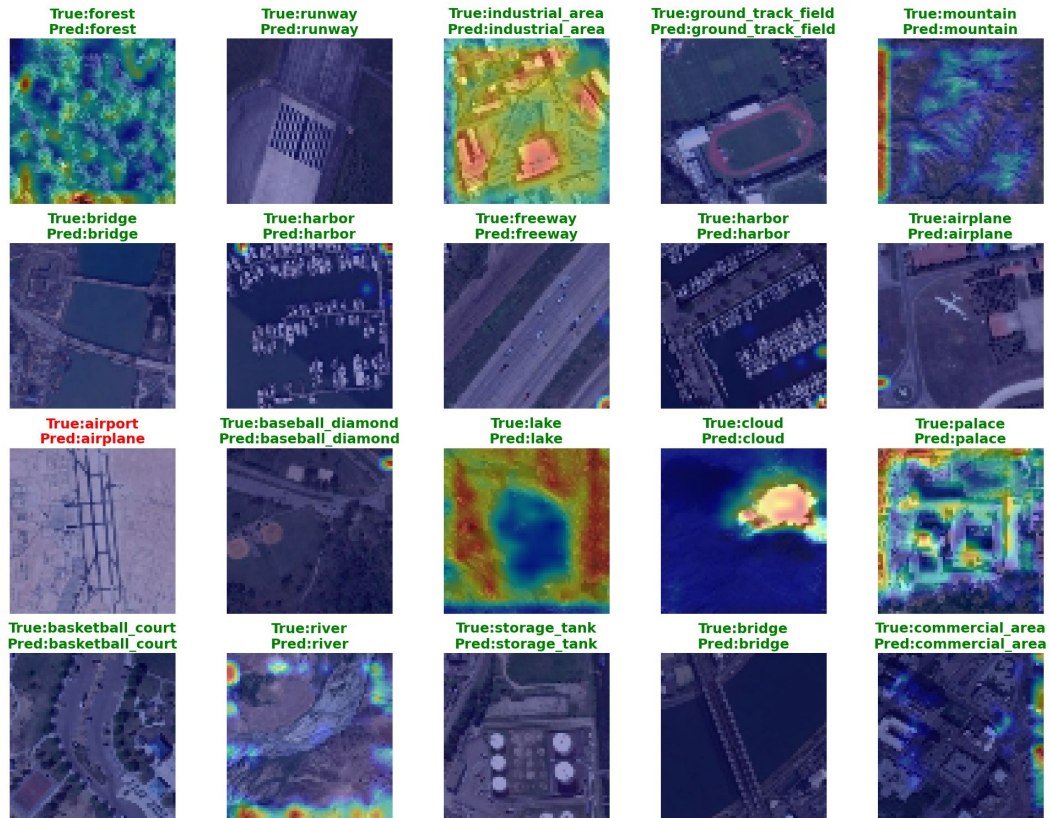 True:forest
Pred:forest
True:runway
Pred:runway
True:industrial_area
Pred:industrial_area
True:ground_track_field
Pred:ground_track_field
True:mountain
Pred:mountain
True:bridge
Pred:bridge
True:harbor
Pred:harbor
True:freeway
Pred:freeway
True:harbor
Pred:harbor
True:airplane
Pred:airplane
True:airport
Pred:airplane
True:baseball_diamond
Pred:baseball_diamond
True:lake
Pred:lake
True:cloud
Pred:cloud
True:palace
Pred:palace
True:basketball_court
Pred:basketball_court
True:river
Pred:river
True:storage_tank
Pred:storage_tank
True:bridge
Pred:bridge
True:commercial_area
Pred:commercial_area